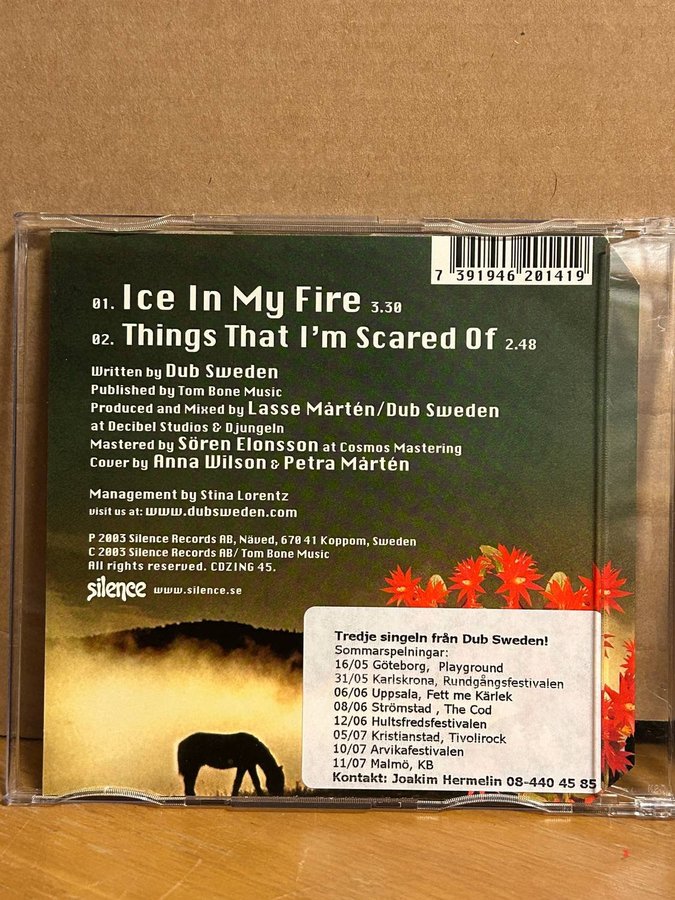 7 391946 201419
01. Ice In My Fire 3.30
02. Things That I'm Scared Of 2.48
Written by Dub Sweden
Published by Tom Bone Music
Produced and Mixed by Lasse Mårtén/Dub Sweden
at Decibel Studios & Djungeln
Mastered by Sören Elonsson at Cosmos Mastering
Cover by Anna Wilson & Petra Mårtén
Management by Stina Lorentz
visit us at: www.dubsweden.com
P 2003 Silence Records AB, Näved, 670 41 Koppom, Sweden
C 2003 Silence Records AB/ Tom Bone Music
All rights reserved. CDZING 45.
silence www.silence.se
Tredje singeln från Dub Sweden!
Sommarspelningar:
16/05 Göteborg, Playground
31/05 Karlskrona, Rundgångsfestivalen
06/06 Uppsala, Fett me Kärlek
08/06 Strömstad , The Cod
12/06 Hultsfredsfestivalen
05/07 Kristianstad, Tivolirock
10/07 Arvikafestivalen
11/07 Malmö, KB
Kontakt: Joakim Hermelin 08-440 45 85